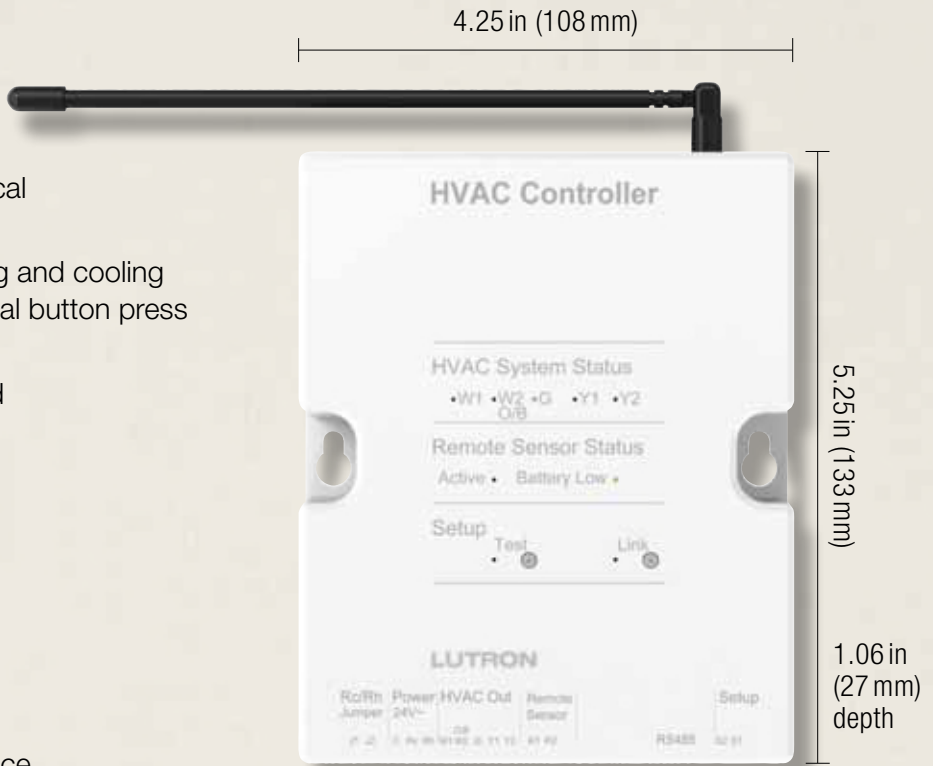 4.25 in (108 mm)
cal
HVAC Controller
g and cooling
al button press
HVAC System Status
W1 W2 G Y1 Y2
O/B
d
Remote Sensor Status
Active Battery Low
5.25 in (133 mm)
Setup
Test Link
LUTRON
1.06 in
(27 mm)
depth
Rc/Rh Power HVAC Out Remote Setup
Jumper 24V~ Sensor
RS485
ce